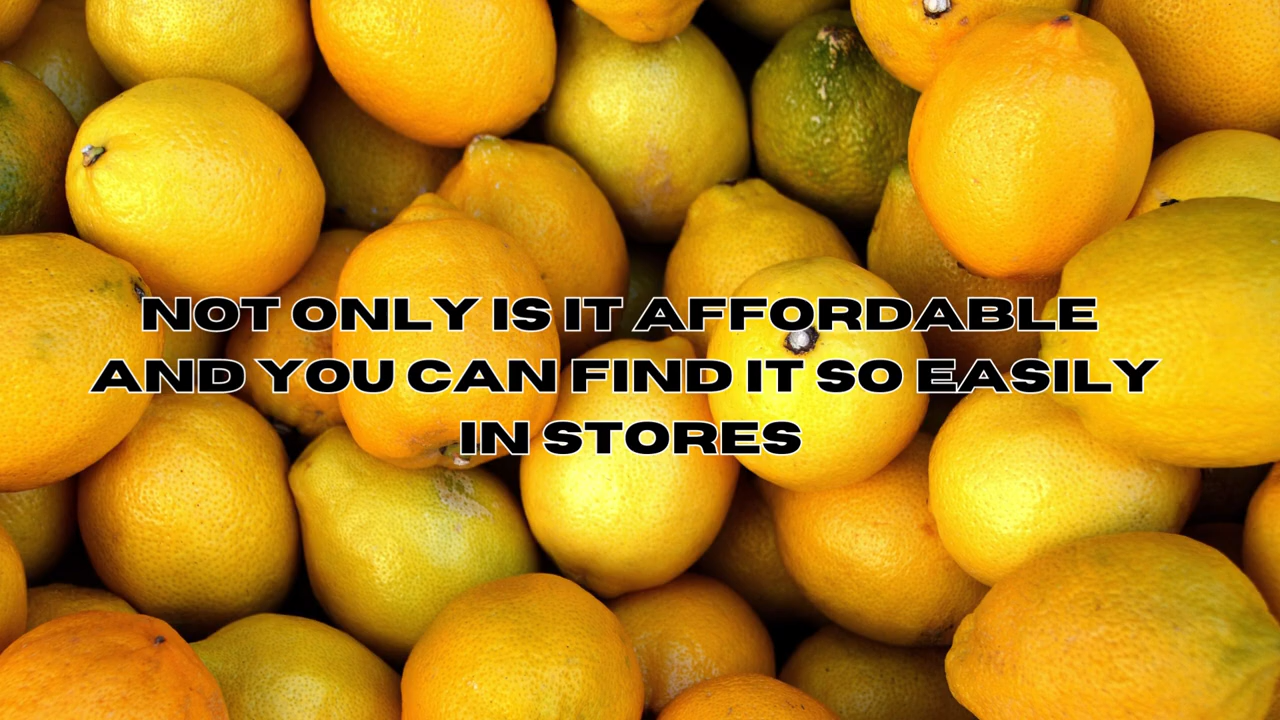 NOT ONLY IS IT AFFORDABLE
AND YOU CAN FIND IT SO EASILY
IN STORES